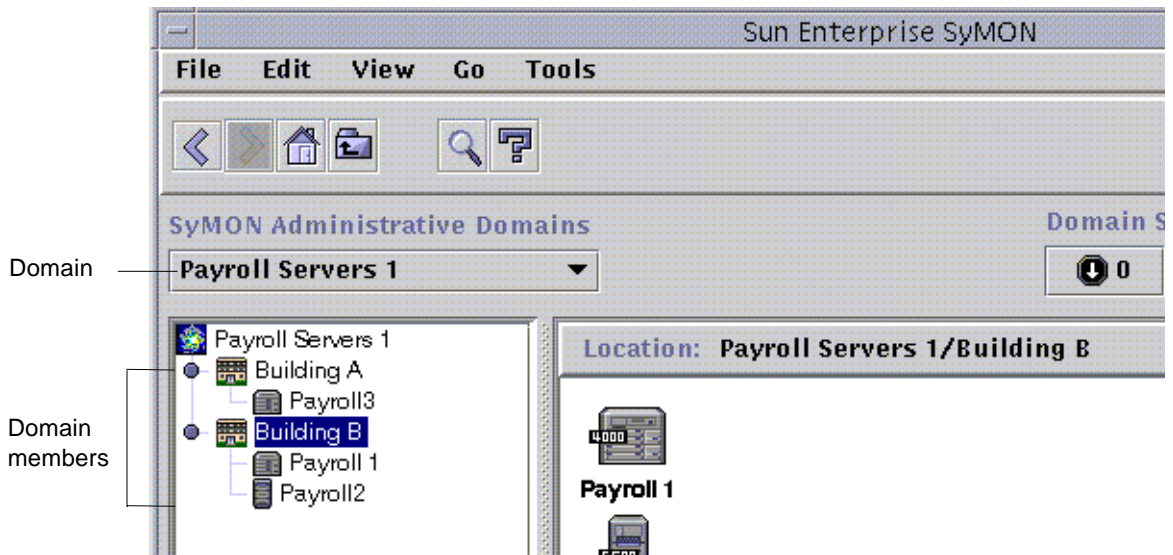 Sun Enterprise SyMON
File Edit View Go Tools
SyMON Administrative Domains
Domain S
Domain
Payroll Servers 1
0
Payroll Servers 1
Building A
Payroll3
Building B
Payroll 1
Payroll2
Domain
members
Location: Payroll Servers 1/Building B
4000
Payroll 1